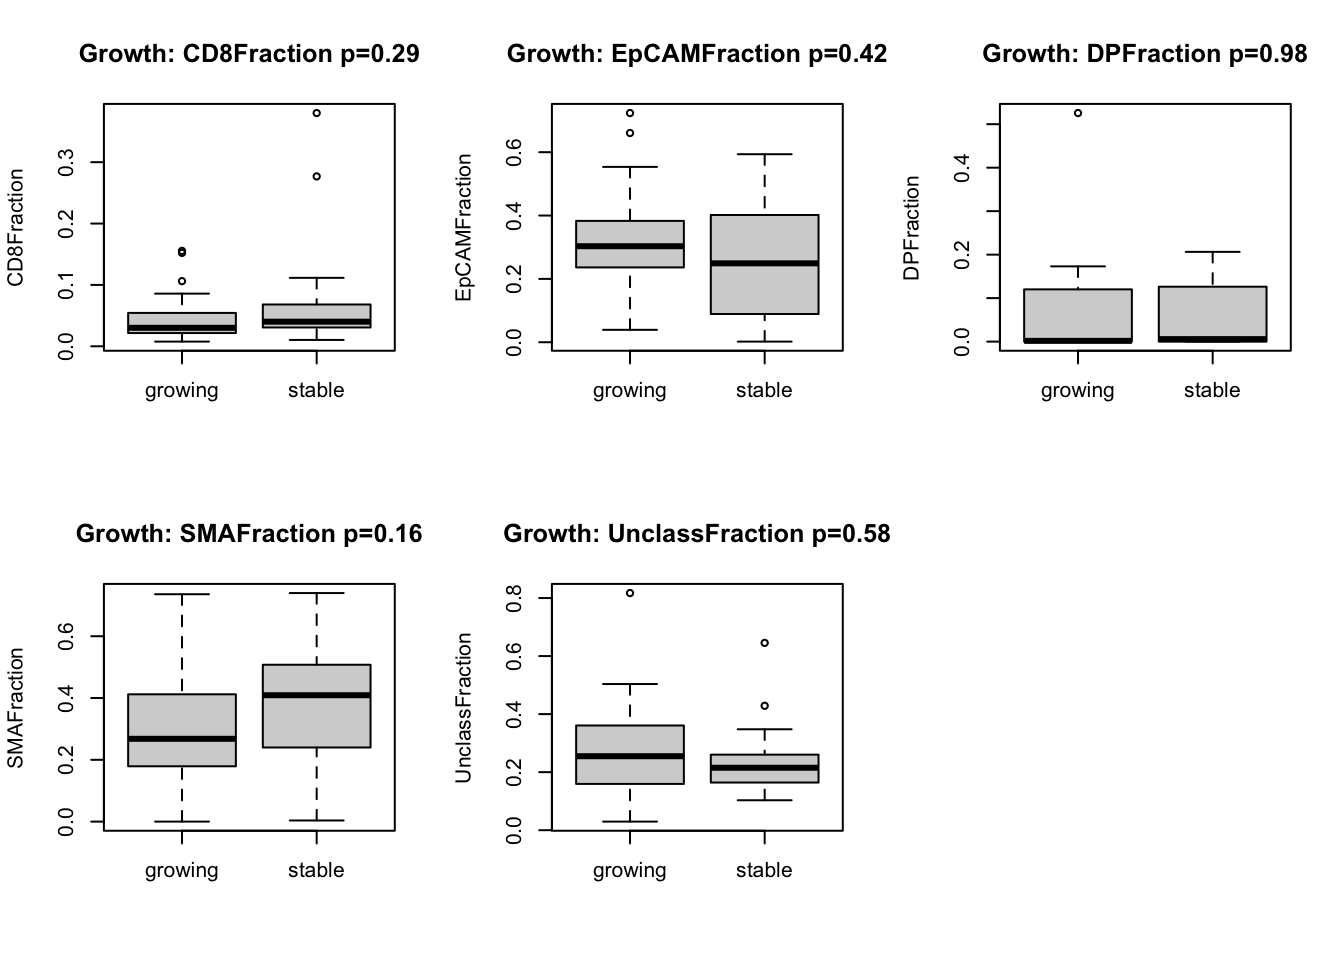 Growth: CD8Fraction p=0.29
CD8Fraction
0.3
0.2
0.1
0.0
growing stable
Growth: EpCAMFraction p=0.42
EpCAMFraction
0.6
0.4
0.2
0.0
growing stable
Growth: DPFraction p=0.98
DPFraction
0.4
0.2
0.0
growing stable
Growth: SMAFraction p=0.16
SMAFraction
0.6
0.4
0.2
0.0
growing stable
Growth: UnclassFraction p=0.58
UnclassFraction
0.8
0.6
0.4
0.2
0.0
growing stable